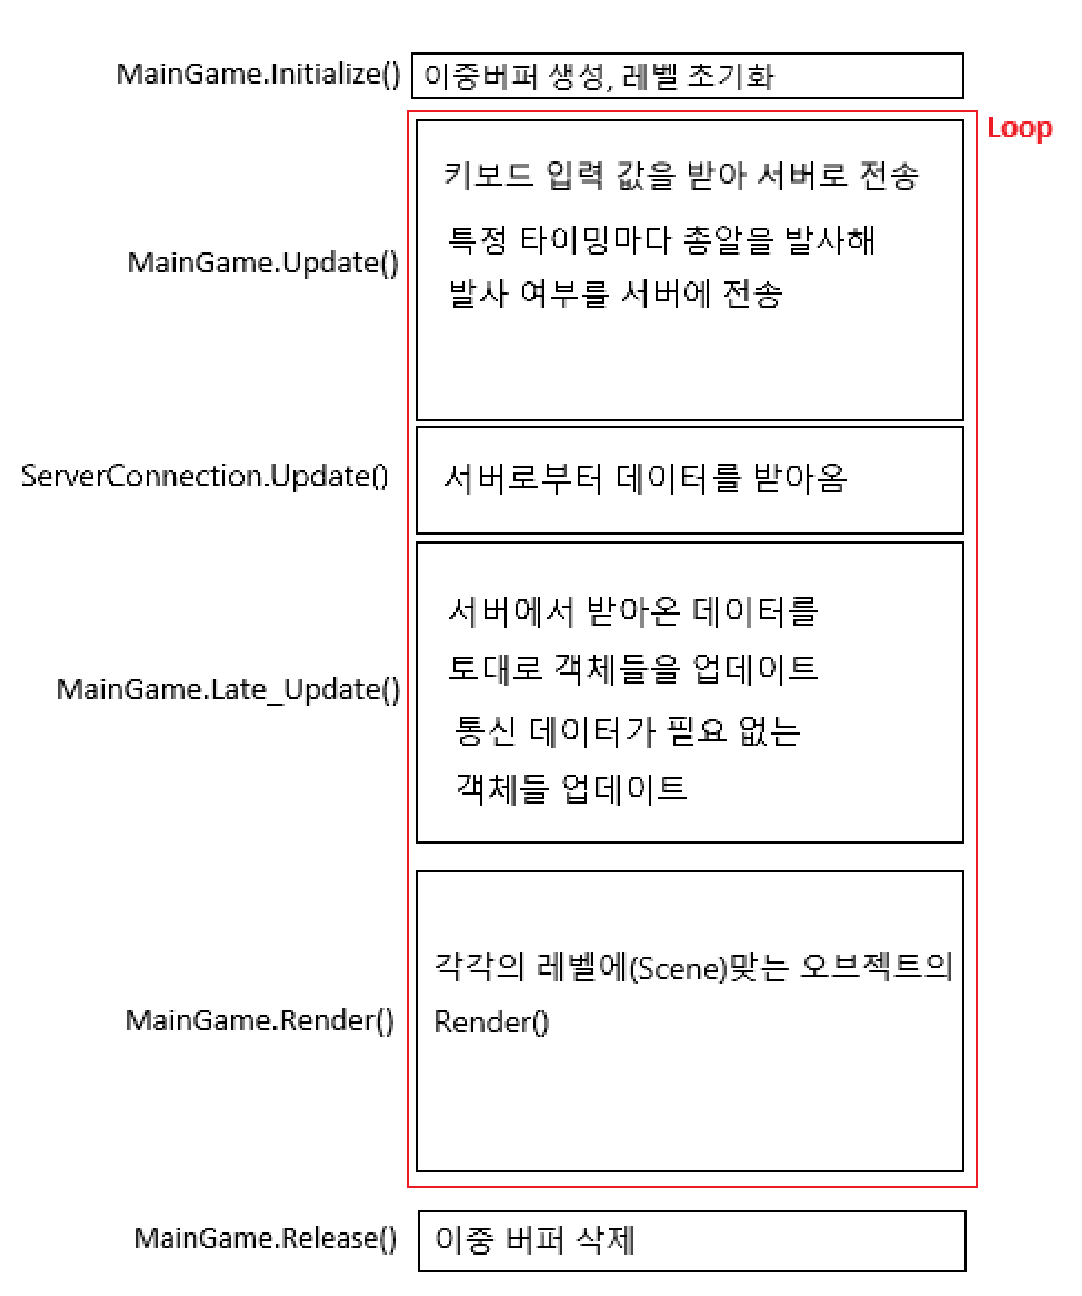 MainGame.Initialize() 이중버퍼 생성, 레벨 초기화
Loop
키보드 입력 값을 받아 서버로 전송
특정 타이밍마다 총알을 발사해
MainGame.Update()
발사 여부를 서버에 전송
ServerConnection.Update() 서버로부터 데이터를 받아옴
서버에서 받아온 데이터를
토대로 객체들을 업데이트
MainGame.Late_Update()
통신 데이터가 필요 없는
객체들 업데이트
각각의 레벨에(Scene)맞는 오브젝트의
MainGame.Render() Render()
MainGame.Release() 이중 버퍼 삭제